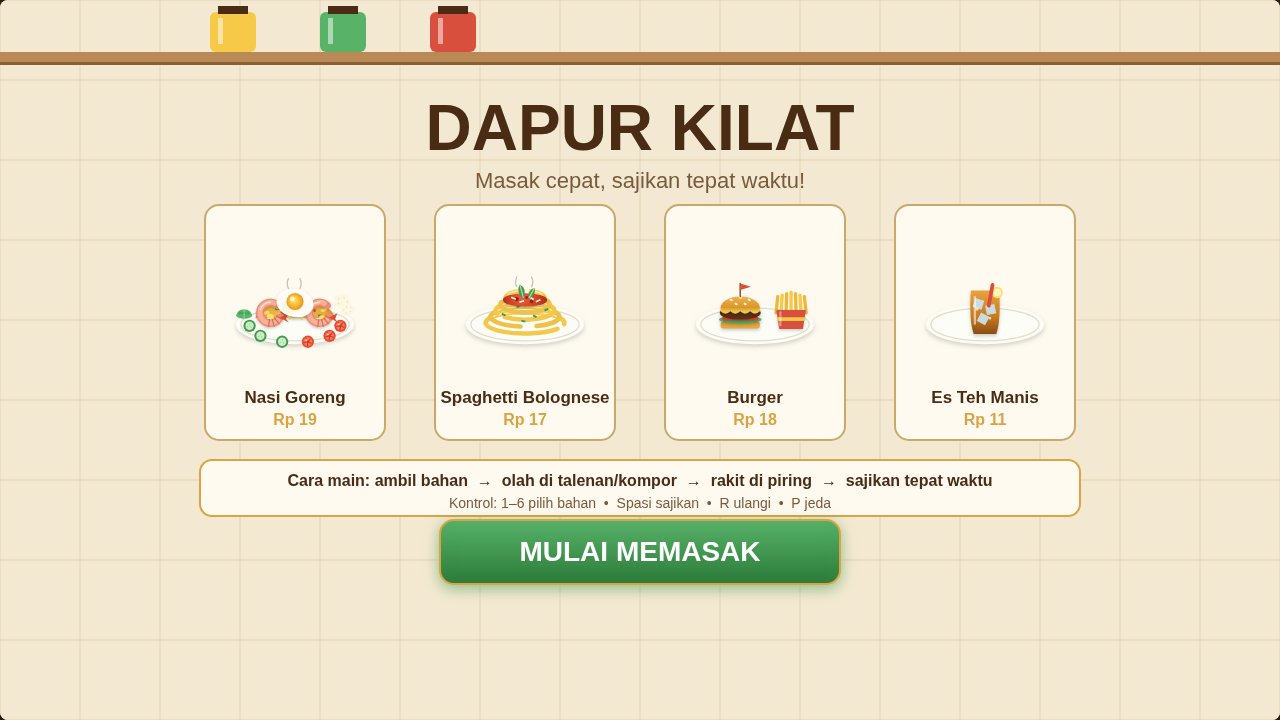 DAPUR KILAT
Masak cepat, sajikan tepat waktu!
Nasi Goreng
Rp 19
Spaghetti Bolognese
Rp 17
Burger
Rp 18
Es Teh Manis
Rp 11
Cara main: ambil bahan → olah di talenan/kompor → rakit di piring → sajikan tepat waktu
Kontrol: 1–6 pilih bahan • Spasi sajikan • R ulangi • P jeda
MULAI MEMASAK